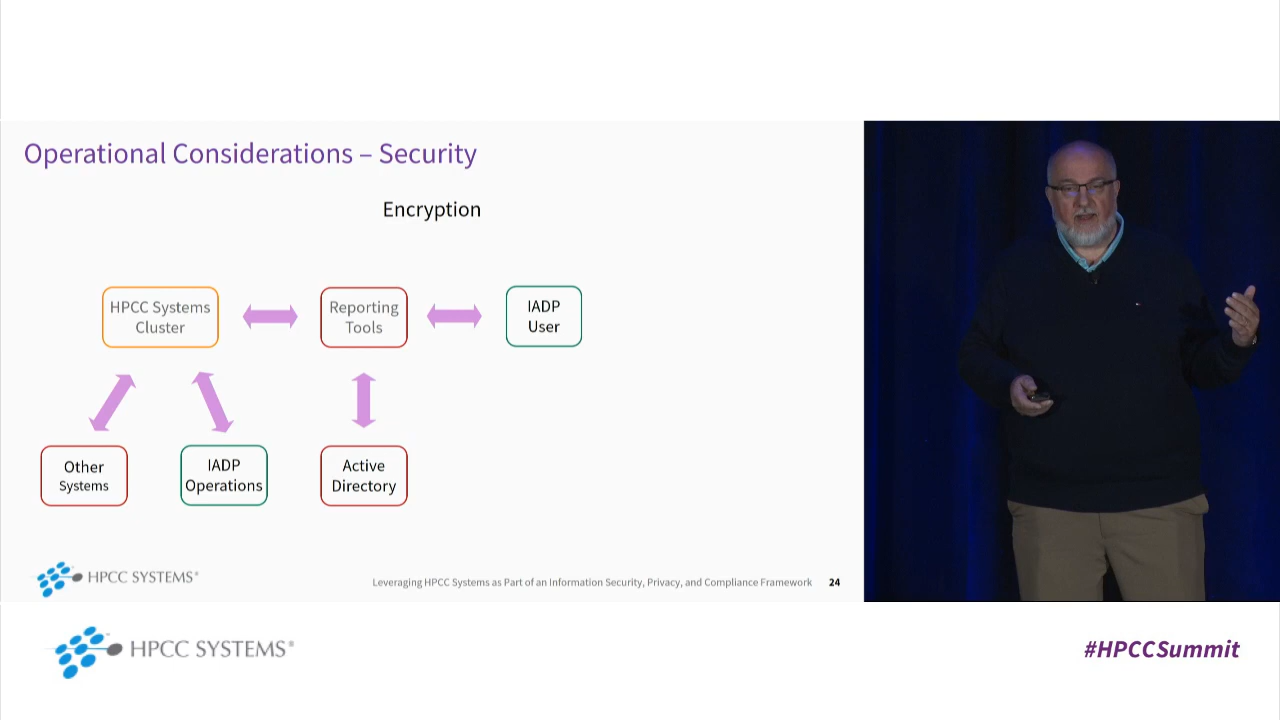 Operational Considerations – Security
Encryption
HPCC Systems
Cluster
Reporting
Tools
IADP
User
Other
Systems
IADP
Operations
Active
Directory
HPCC SYSTEMS®
Leveraging HPCC Systems as Part of an Information Security, Privacy, and Compliance Framework 24
HPCC SYSTEMS®
#HPCCSummit